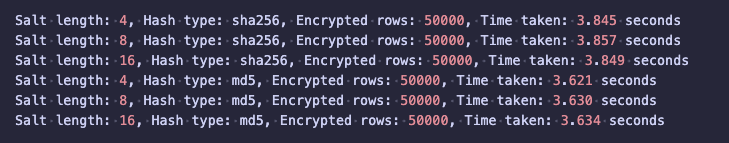 Salt length: 4, Hash type: sha256, Encrypted rows: 50000, Time taken: 3.845 seconds
Salt length: 8, Hash type: sha256, Encrypted rows: 50000, Time taken: 3.857 seconds
Salt length: 16, Hash type: sha256, Encrypted rows: 50000, Time taken: 3.849 seconds
Salt length: 4, Hash type: md5, Encrypted rows: 50000, Time taken: 3.621 seconds
Salt length: 8, Hash type: md5, Encrypted rows: 50000, Time taken: 3.630 seconds
Salt length: 16, Hash type: md5, Encrypted rows: 50000, Time taken: 3.634 seconds